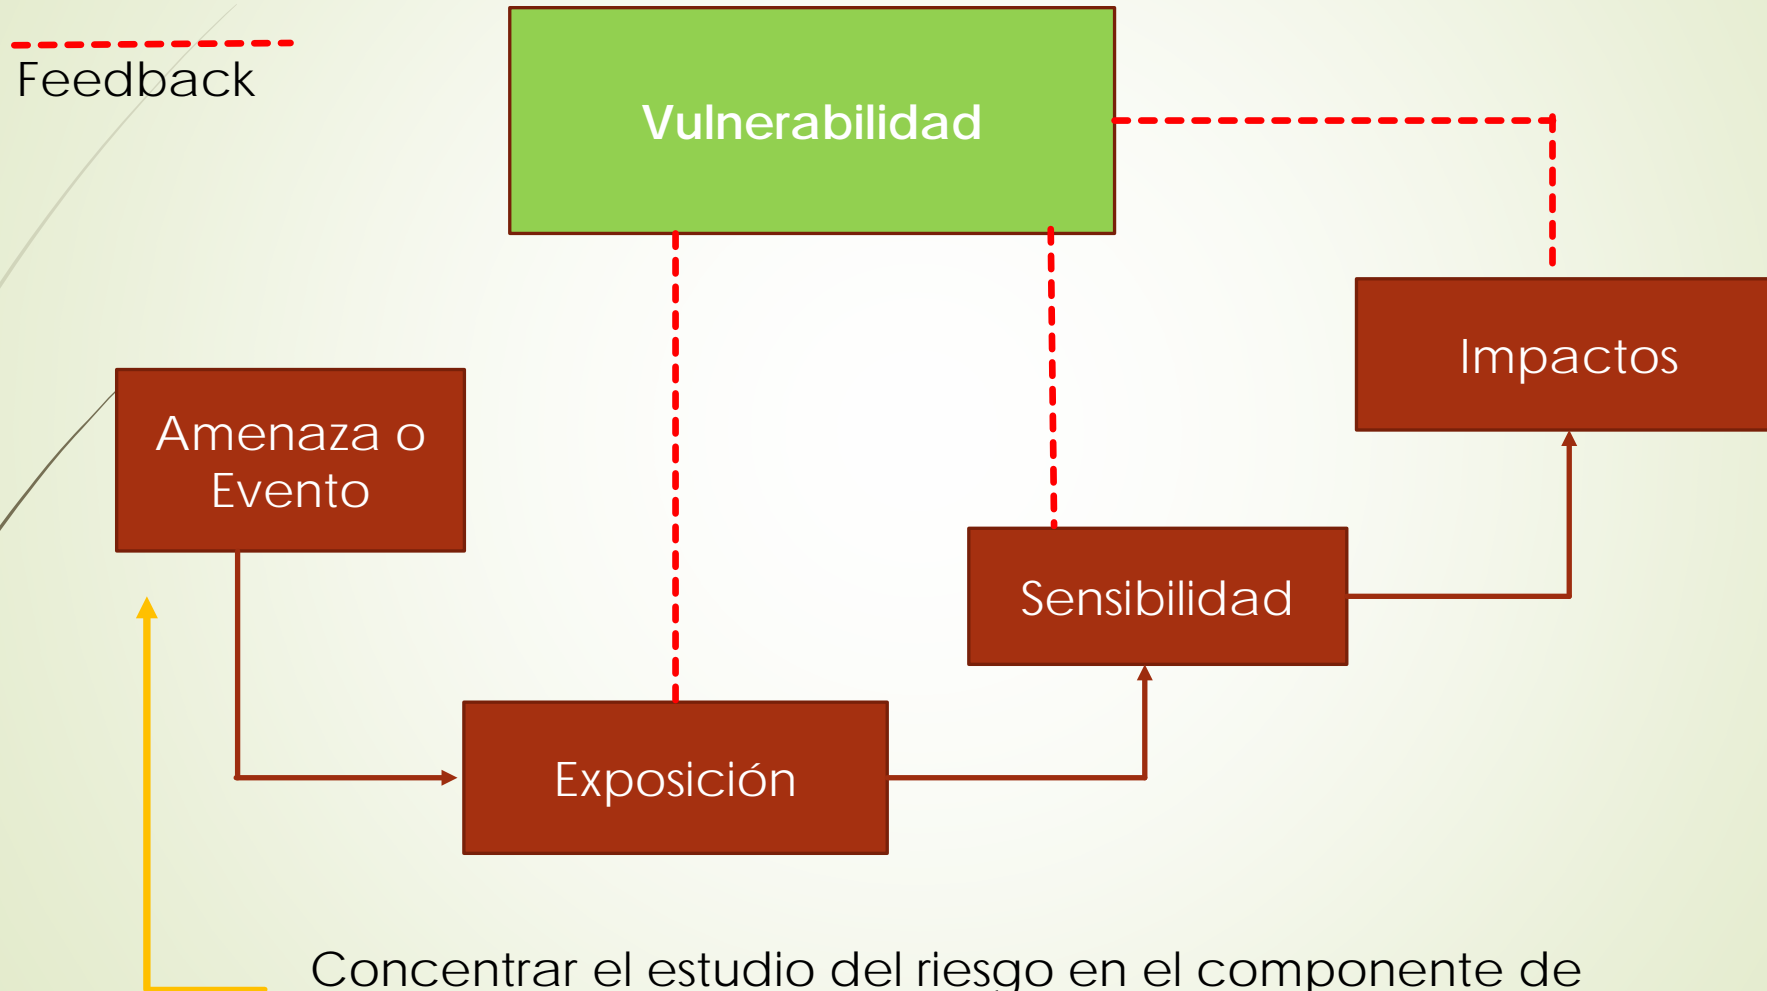 Feedback
Vulnerabilidad
Impactos
Amenaza o
Evento
Sensibilidad
Exposición
Concentrar el estudio del riesgo en el componente de